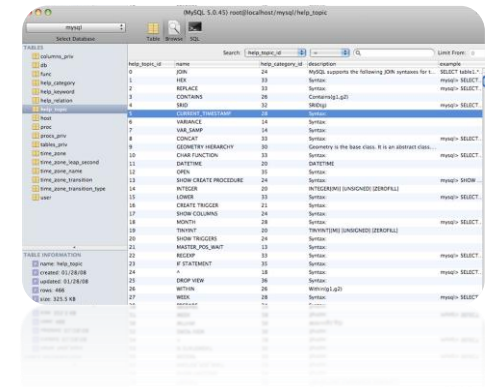 (MySQL 5.0.45) root@localhost/mysql/help_topic
mysql
Select Database
Table Browse SQL
TABLES
columns_priv
db
func
help_category
help_keyword
help_relation
help_topic
host
proc
procs_priv
tables_priv
time_zone
time_zone_leap_second
time_zone_name
time_zone_transition
time_zone_transition_type
user
TABLE INFORMATION
name: help_topic
created: 01/28/08
updated: 01/28/08
rows: 466
size: 325.5 KB
Search: help_topic_id = Limit From: 0
help_topic_id name help_category_id description example
0 JOIN 24 MySQL supports the following JOIN syntaxes for t... SELECT table1.*
1 HEX 33 Syntax: mysql> SELECT
2 REPLACE 33 Syntax: mysql> SELECT
3 CONTAINS 26 Contains(g1,g2)
4 SRID 32 SRID(g) mysql> SELECT
5 CURRENT_TIMESTAMP 28 Syntax:
6 VARIANCE 14 Syntax:
7 VAR_SAMP 14 Syntax:
8 CONCAT 33 Syntax: mysql> SELECT
9 GEOMETRY HIERARCHY 30 Geometry is the base class. It is an abstract class....
10 CHAR FUNCTION 33 Syntax: mysql> SELECT
11 DATETIME 20 DATETIME
12 OPEN 35 Syntax:
13 SHOW CREATE PROCEDURE 24 Syntax: mysql> SHOW
14 INTEGER 20 INTEGER[(M)] [UNSIGNED] [ZEROFILL]
15 LOWER 33 Syntax: mysql> SELECT
16 CREATE TRIGGER 21 Syntax:
17 SHOW COLUMNS 24 Syntax:
18 MONTH 28 Syntax: mysql> SELECT
19 TINYINT 20 TINYINT[(M)] [UNSIGNED] [ZEROFILL]
20 SHOW TRIGGERS 24 Syntax:
21 MASTER_POS_WAIT 13 Syntax:
22 REGEXP 33 Syntax: mysql> SELECT
23 IF STATEMENT 35 Syntax:
24 ^ 18 Syntax: mysql> SELECT
25 DROP VIEW 36 Syntax:
26 WITHIN 26 Within(g1,g2)
27 WEEK 28 Syntax: mysql> SELECT